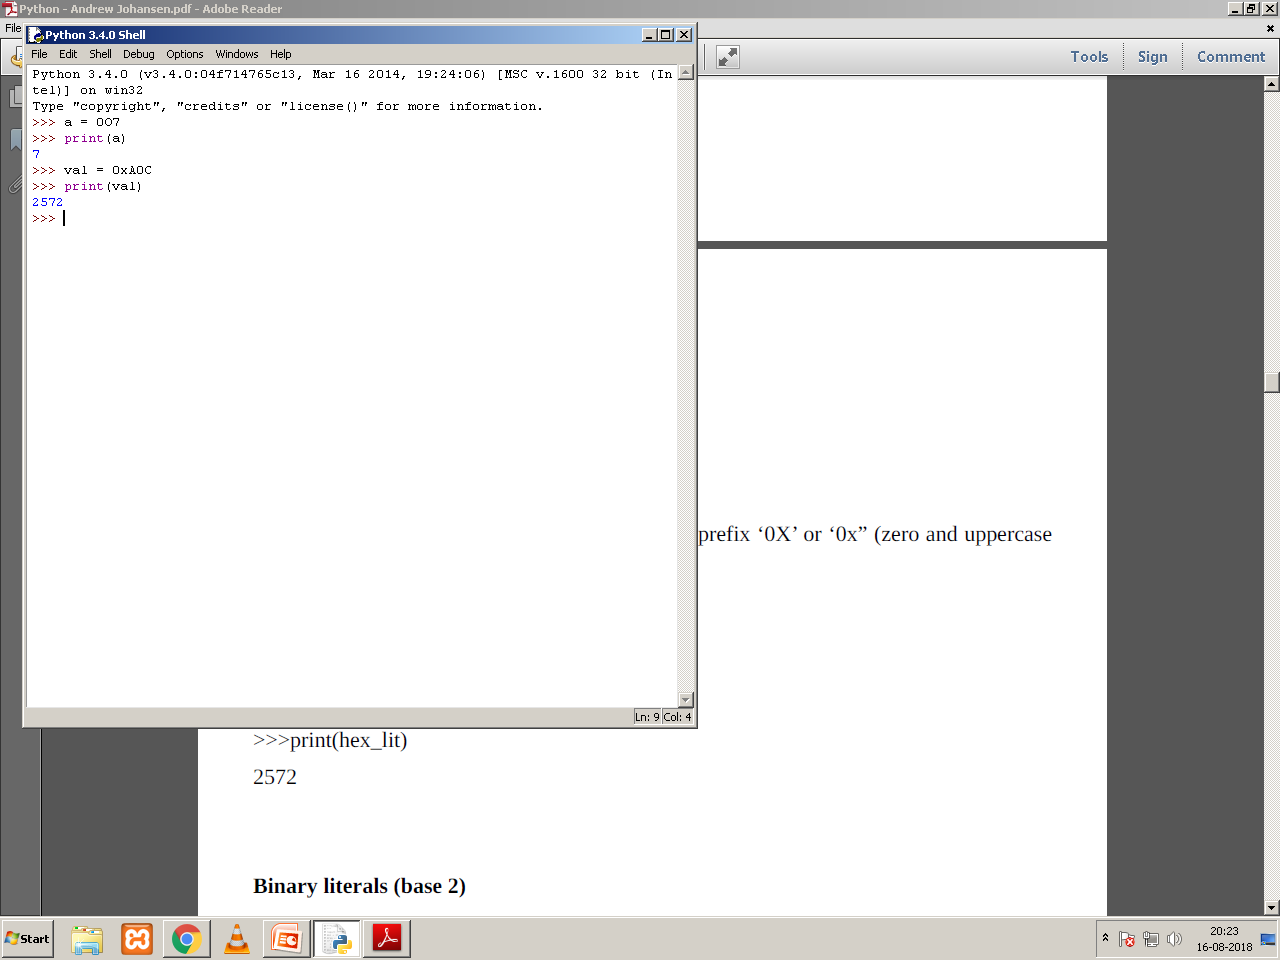 Python - Andrew Johansen.pdf - Adobe Reader
File
Python 3.4.0 Shell
File Edit Shell Debug Options Windows Help
Tools Sign Comment
Python 3.4.0 (v3.4.0:04f714765c13, Mar 16 2014, 19:24:06) [MSC v.1600 32 bit (In
tel)] on win32
Type "copyright", "credits" or "license()" for more information.
>>> a = 0O7
>>> print(a)
7
>>> val = 0xA0C
>>> print(val)
2572
>>>
Ln: 9 Col: 4
prefix ‘0X’ or ‘0x” (zero and uppercase
>>>print(hex_lit)
2572
Binary literals (base 2)
Start
20:23
16-08-2018